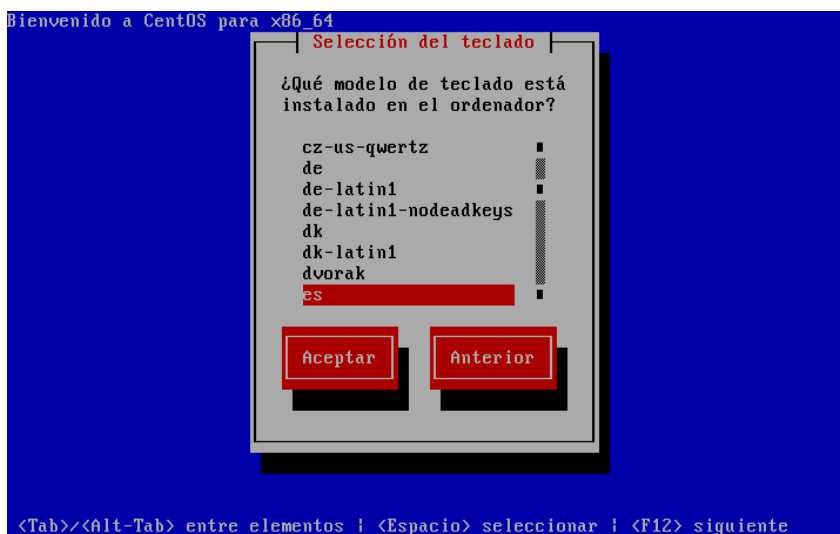 Bienvenido a CentOS para x86_64
Selección del teclado
¿Qué modelo de teclado está
instalado en el ordenador?
cz-us-qwertz
de
de-latin1
de-latin1-nodeadkeys
dk
dk-latin1
dvorak
es
Aceptar
Anterior
<Tab>/<Alt-Tab> entre elementos ¦ <Espacio> seleccionar ¦ <F12> siguiente